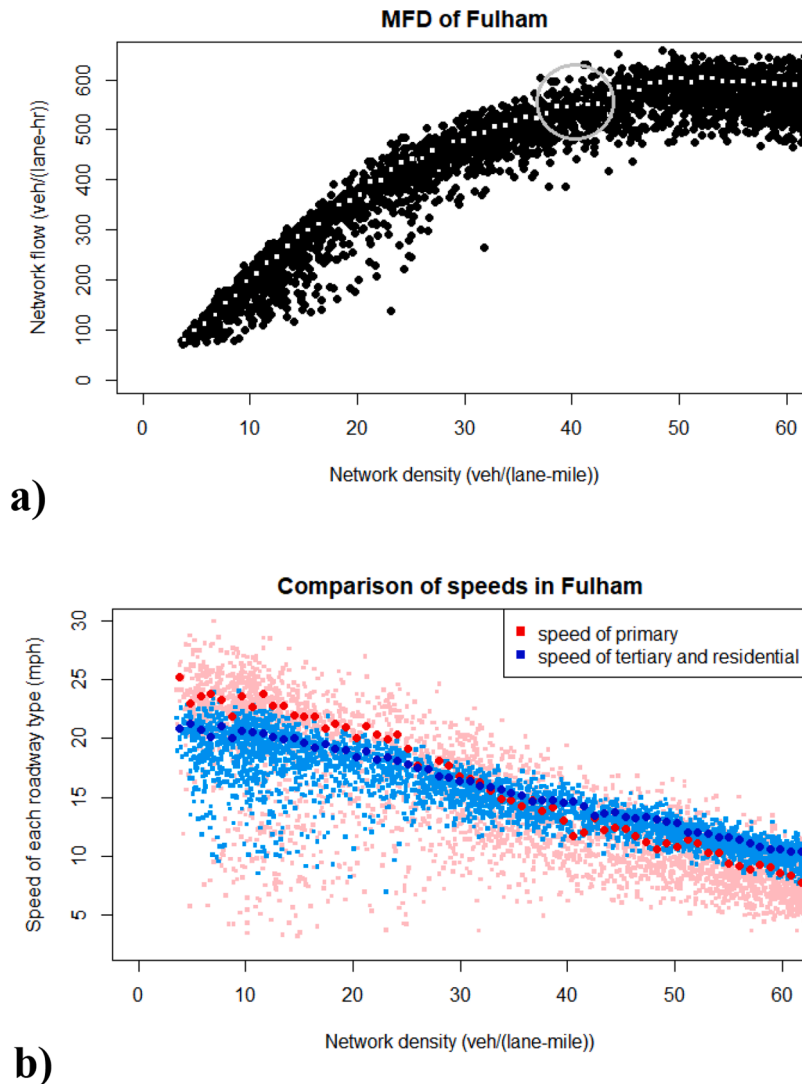 MFD of Fulham
600
500
400
300
200
100
0
Network flow (veh/(lane-hr))
0 10 20 30 40 50 60
Network density (veh/(lane-mile))
a)
Comparison of speeds in Fulham
speed of primary
speed of tertiary and residential
30
25
20
15
10
5
Speed of each roadway type (mph)
0 10 20 30 40 50 60
Network density (veh/(lane-mile))
b)